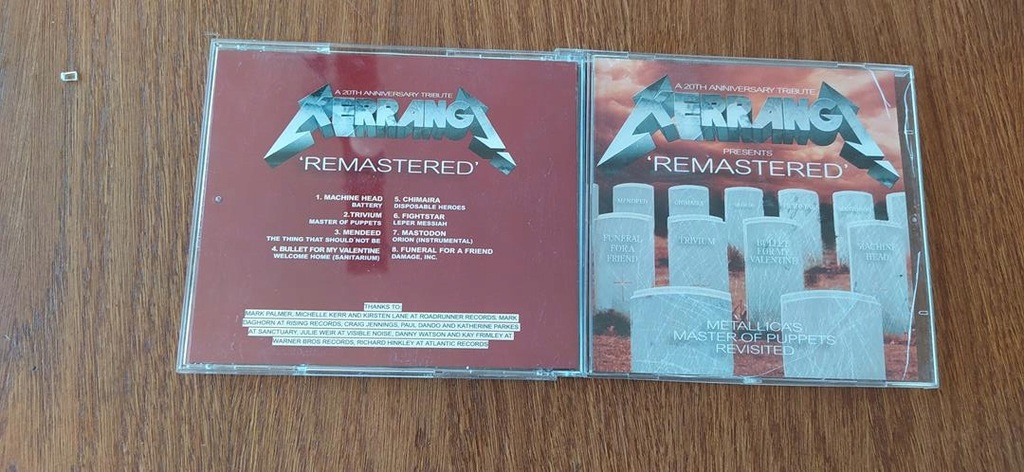 A 20TH ANNIVERSARY TRIBUTE
KERRANG!
'REMASTERED'
1. MACHINE HEAD
BATTERY
2.TRIVIUM
MASTER OF PUPPETS
3. MENDEED
THE THING THAT SHOULD NOT BE
4. BULLET FOR MY VALENTINE
WELCOME HOME (SANITARIUM)
5. CHIMAIRA
DISPOSABLE HEROES
6. FIGHTSTAR
LEPER MESSIAH
7. MASTODON
ORION (INSTRUMENTAL)
8. FUNERAL FOR A FRIEND
DAMAGE, INC.
THANKS TO:
MARK PALMER, MICHELLE KERR AND KIRSTEN LANE AT ROADRUNNER RECORDS, MARK
DAGHORN AT RISING RECORDS, CRAIG JENNINGS, PAUL DANDO AND KATHERINE PARKES
AT SANCTUARY, JULIE WEIR AT VISIBLE NOISE, DANNY WATSON AND KAY FRIMLEY AT
WARNER BROS RECORDS, RICHARD HINKLEY AT ATLANTIC RECORDS
A 20TH ANNIVERSARY TRIBUTE
KERRANG!
PRESENTS
'REMASTERED'
MENDEED
CHIMAIRA
FUNERAL
FOR A
FRIEND
TRIVIUM
BULLET
FOR MY
VALENTINE
MACHINE
HEAD
METALLICA'S
MASTER OF PUPPETS
REVISITED